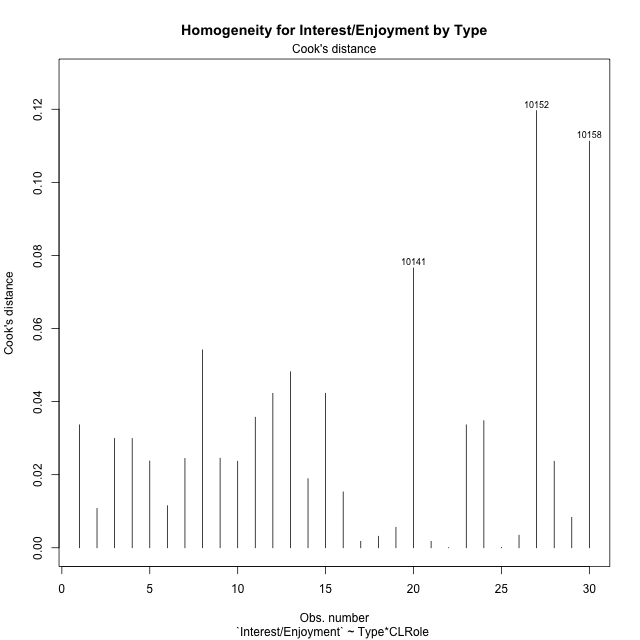 Homogeneity for Interest/Enjoyment by Type
Cook's distance
10152
10158
10141
Cook's distance
0.12
0.10
0.08
0.06
0.04
0.02
0.00
0 5 10 15 20 25 30
Obs. number
`Interest/Enjoyment` ~ Type*CLRole